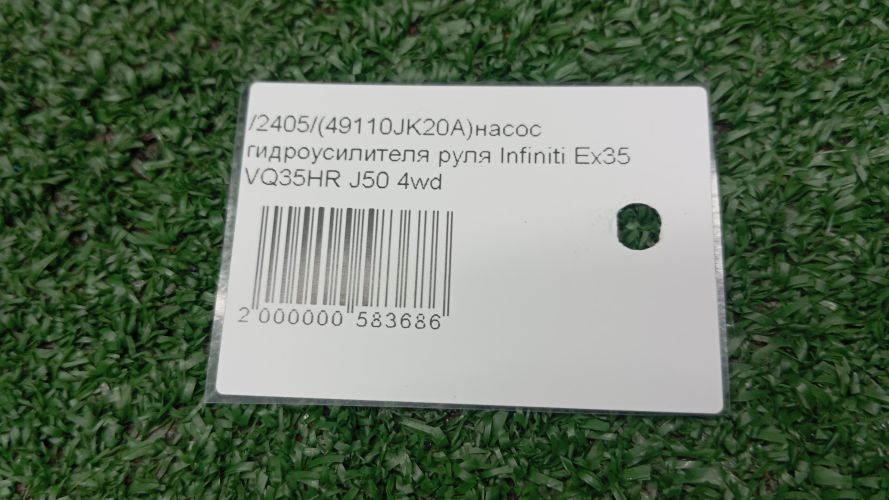 /2405/(49110JK20A)насос
гидроусилителя руля Infiniti Ex35
VQ35HR J50 4wd
2 000000 583686